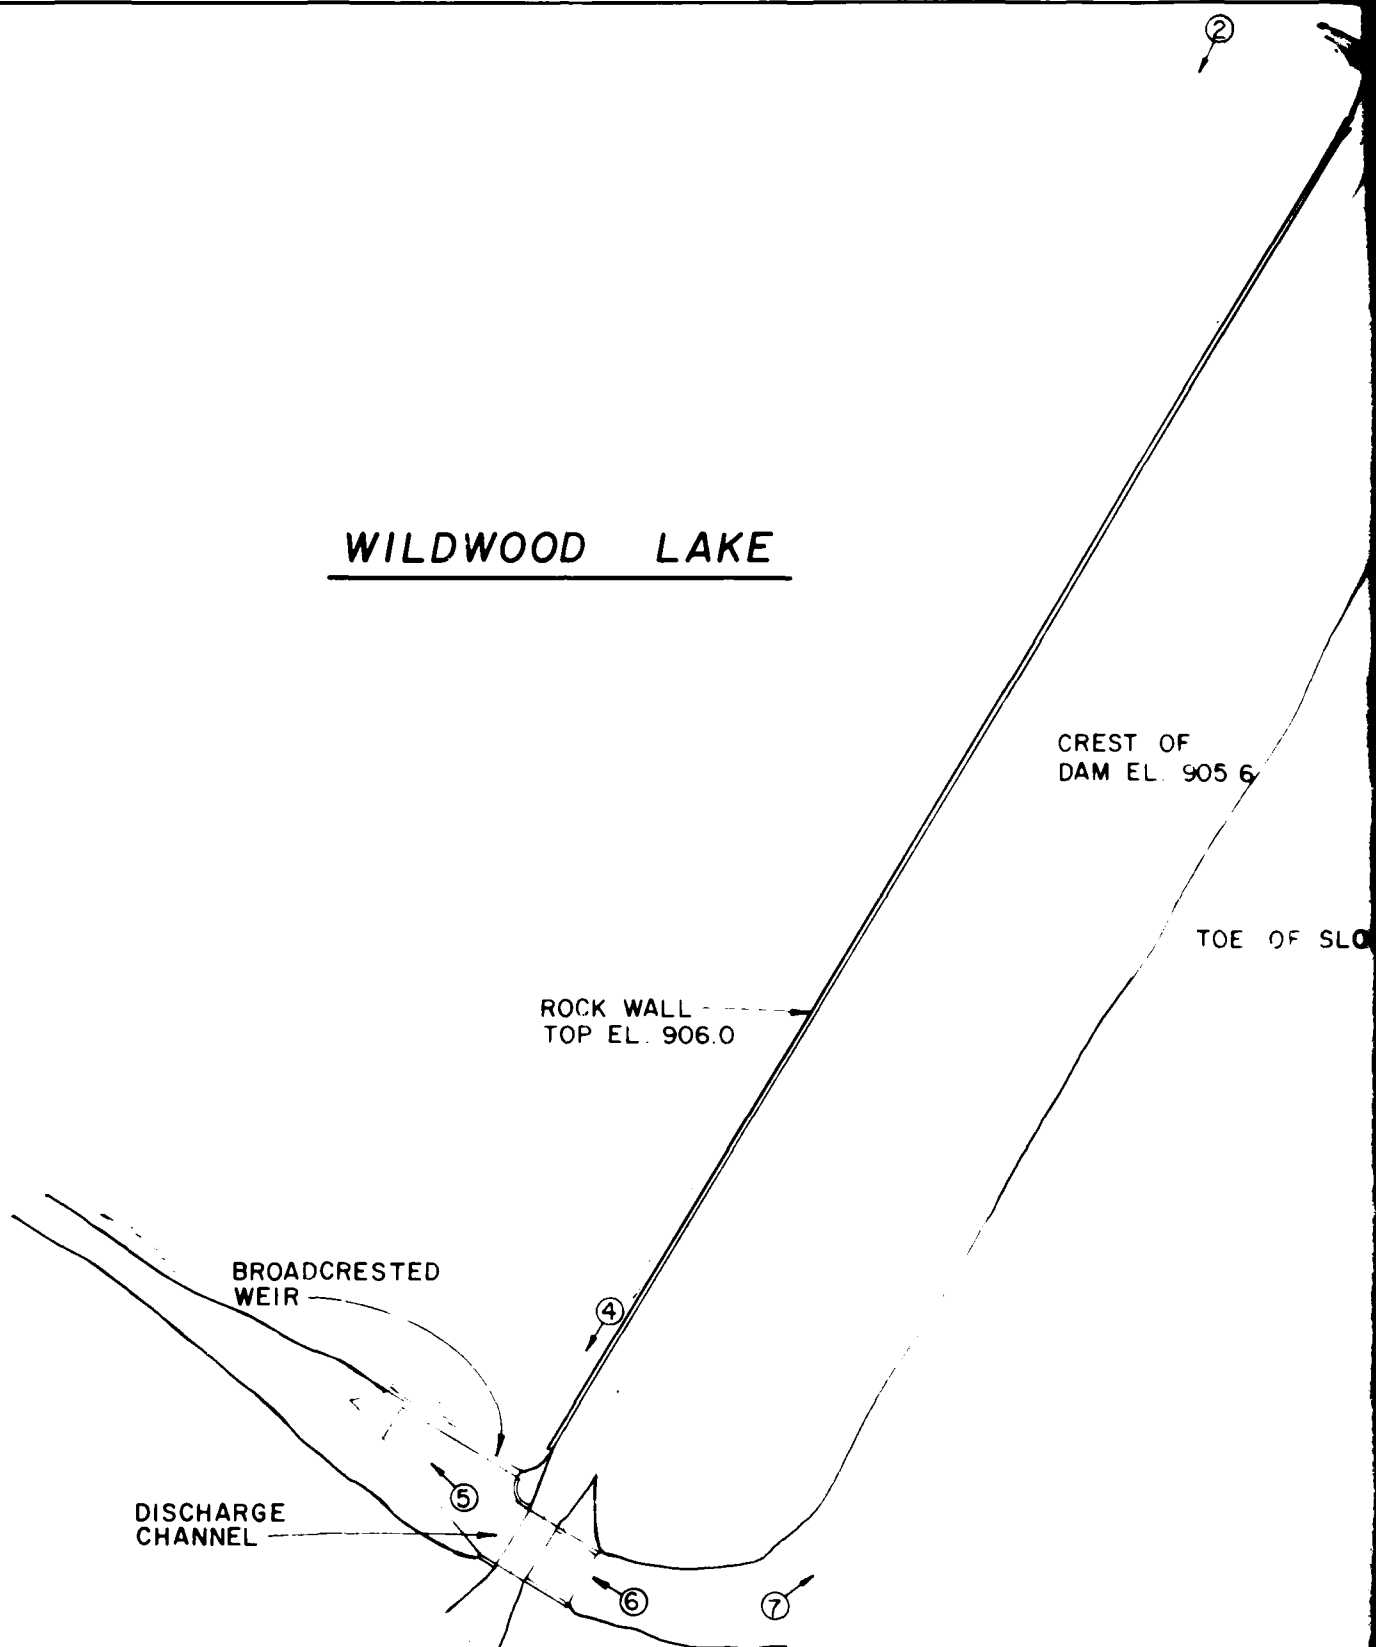 ②
WILDWOOD LAKE
CREST OF
DAM EL. 905 6
TOE OF SLO
ROCK WALL
TOP EL. 906.0
BROADCRESTED
WEIR
④
⑤
DISCHARGE
CHANNEL
⑥
⑦